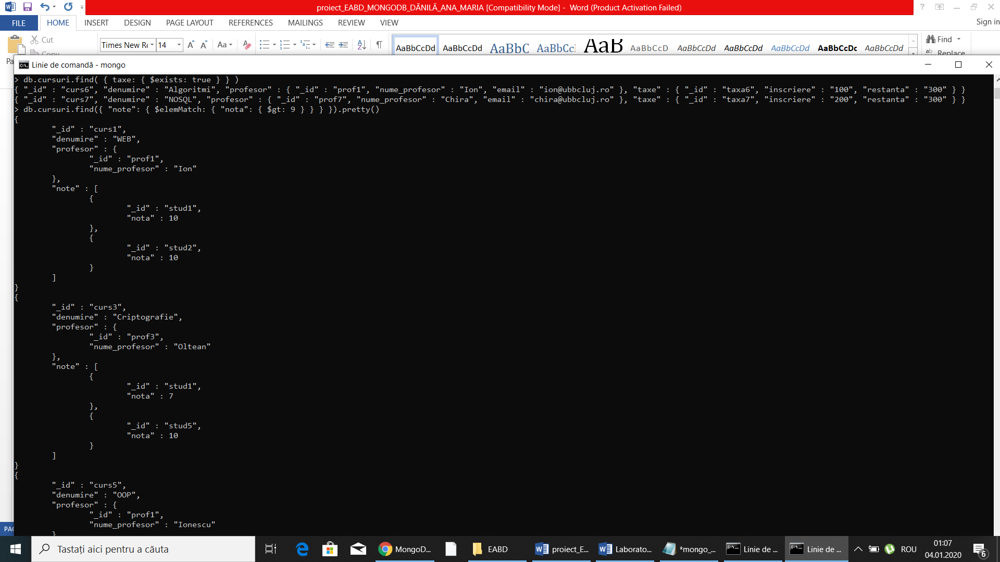 proiect_EABD_MONGODB_DĂNILĂ_ANA_MARIA [Compatibility Mode] - Word (Product Activation Failed)
FILE HOME INSERT DESIGN PAGE LAYOUT REFERENCES MAILINGS REVIEW VIEW Sign in
Cut
Copy
Times New Rc 14 Aa
AaBbCcDd AaBbCcDd AaBbC AaBbCc AaB AaBbCcD AaBbCcDd AaBbCcDd AaBbCcDd AaBbCcDc AaBbCcDd
Find
Replace
Linie de comandă - mongo
> db.cursuri.find( { taxe: { $exists: true } } )
{ "_id" : "curs6", "denumire" : "Algoritmi", "profesor" : { "_id" : "prof1", "nume_profesor" : "Ion", "email" : "ion@ubbcluj.ro" }, "taxe" : { "_id" : "taxa6", "inscriere" : "100", "restanta" : "300" } }
{ "_id" : "curs7", "denumire" : "NOSQL", "profesor" : { "_id" : "prof7", "nume_profesor" : "Chira", "email" : "chira@ubbcluj.ro" }, "taxe" : { "_id" : "taxa7", "inscriere" : "200", "restanta" : "300" } }
> db.cursuri.find({ "note": { $elemMatch: { "nota": { $gt: 9 } } } }).pretty()
{
"_id" : "curs1",
"denumire" : "WEB",
"profesor" : {
"_id" : "prof1",
"nume_profesor" : "Ion"
},
"note" : [
{
"_id" : "stud1",
"nota" : 10
},
{
"_id" : "stud2",
"nota" : 10
}
]
}
{
"_id" : "curs3",
"denumire" : "Criptografie",
"profesor" : {
"_id" : "prof3",
"nume_profesor" : "Oltean"
},
"note" : [
{
"_id" : "stud1",
"nota" : 7
},
{
"_id" : "stud5",
"nota" : 10
}
]
}
{
"_id" : "curs5",
"denumire" : "OOP",
"profesor" : {
"_id" : "prof1",
"nume_profesor" : "Ionescu"
}
Tastați aici pentru a căuta
MongoD... EABD proiect_E... Laborato... *mongo_... Linie de ... Linie de ... ROU
01:07
04.01.2020
6